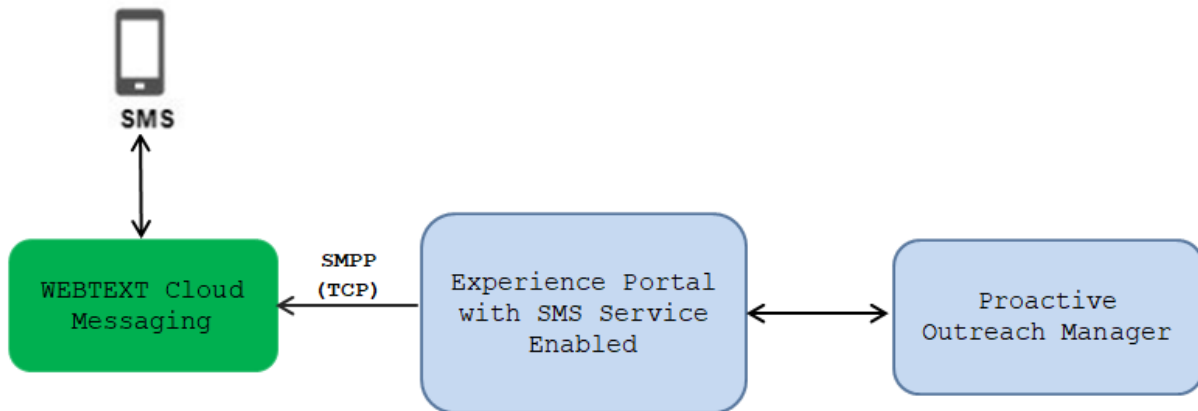 SMS
WEBTEXT Cloud
Messaging
SMPP
(TCP)
Experience Portal
with SMS Service
Enabled
Proactive
Outreach Manager